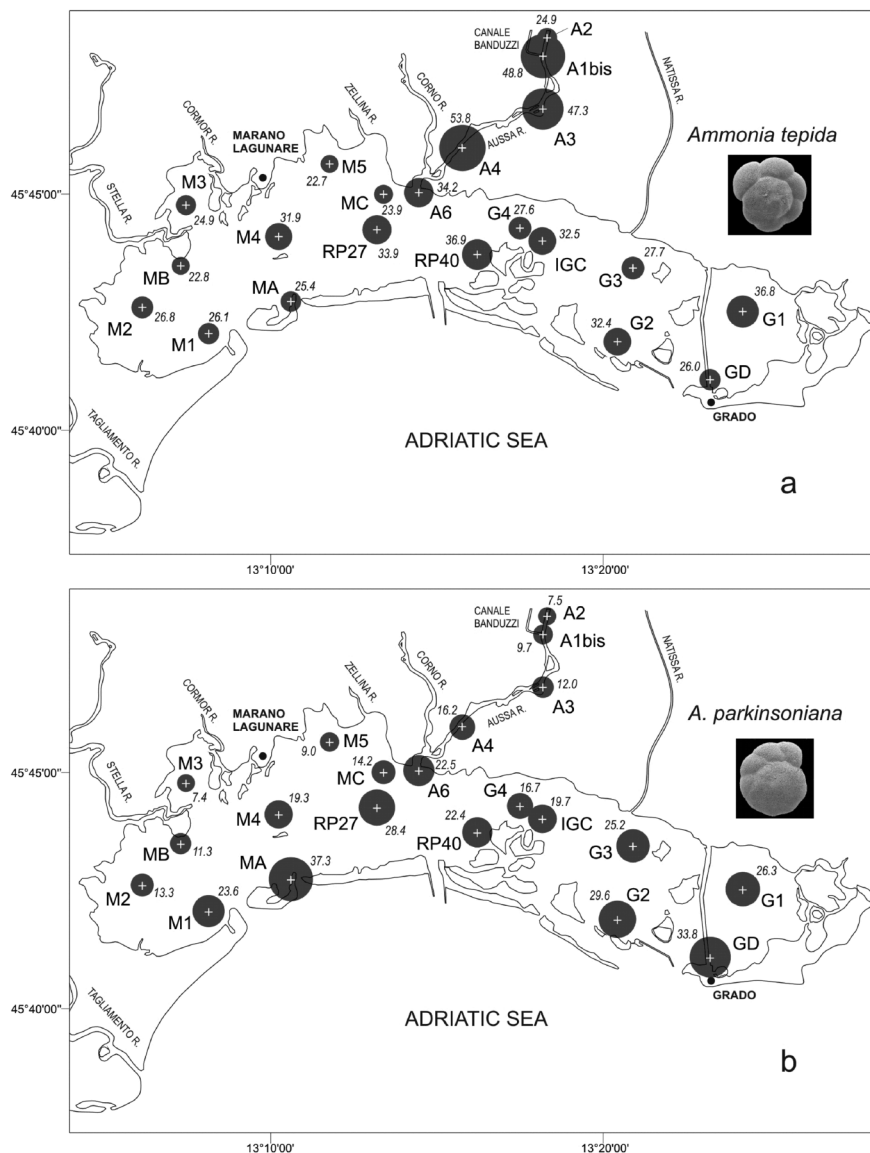 24.9
A2
CANALE
BANDUZZI
A1bis
48.8
NATISSA R.
CORNO R.
ZELLINA R.
53.8
47.3
A3
CORMOR R.
MARANO
LAGUNARE
AUSSA R.
A4
Ammonia tepida
M5
22.7
STELLA R.
M3
45°45'00''
24.9
MC
23.9
34.2
A6
G4
27.6
M4
31.9
RP27
33.9
RP40
36.9
32.5
IGC
27.7
G3
MB
22.8
MA
25.4
M2
26.8
26.1
M1
32.4
G2
36.8
G1
26.0
GD
GRADO
TAGLIAMENTO R.
45°40'00''
ADRIATIC SEA
a
13°10'00''
13°20'00''
7.5
A2
CANALE
BANDUZZI
A1bis
9.7
NATISSA R.
CORNO R.
ZELLINA R.
12.0
A3
CORMOR R.
16.2
MARANO
LAGUNARE
AUSSA R.
A4
A. parkinsoniana
M5
9.0
STELLA R.
M3
45°45'00''
7.4
MC
14.2
22.5
A6
G4
16.7
M4
19.3
RP27
28.4
RP40
22.4
19.7
IGC
25.2
G3
MB
11.3
MA
37.3
M2
13.3
23.6
M1
29.6
G2
26.3
G1
33.8
GD
GRADO
TAGLIAMENTO R.
45°40'00''
ADRIATIC SEA
b
13°10'00''
13°20'00''